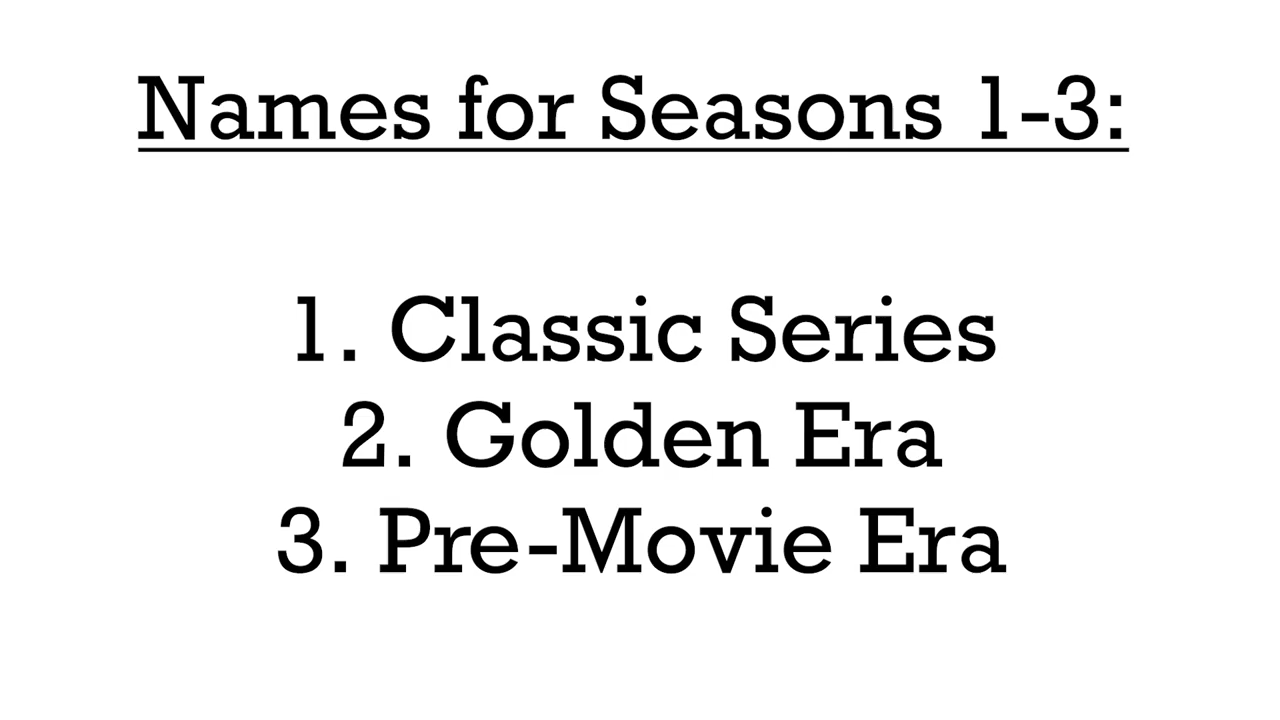 Names for Seasons 1-3:
1. Classic Series
2. Golden Era
3. Pre-Movie Era